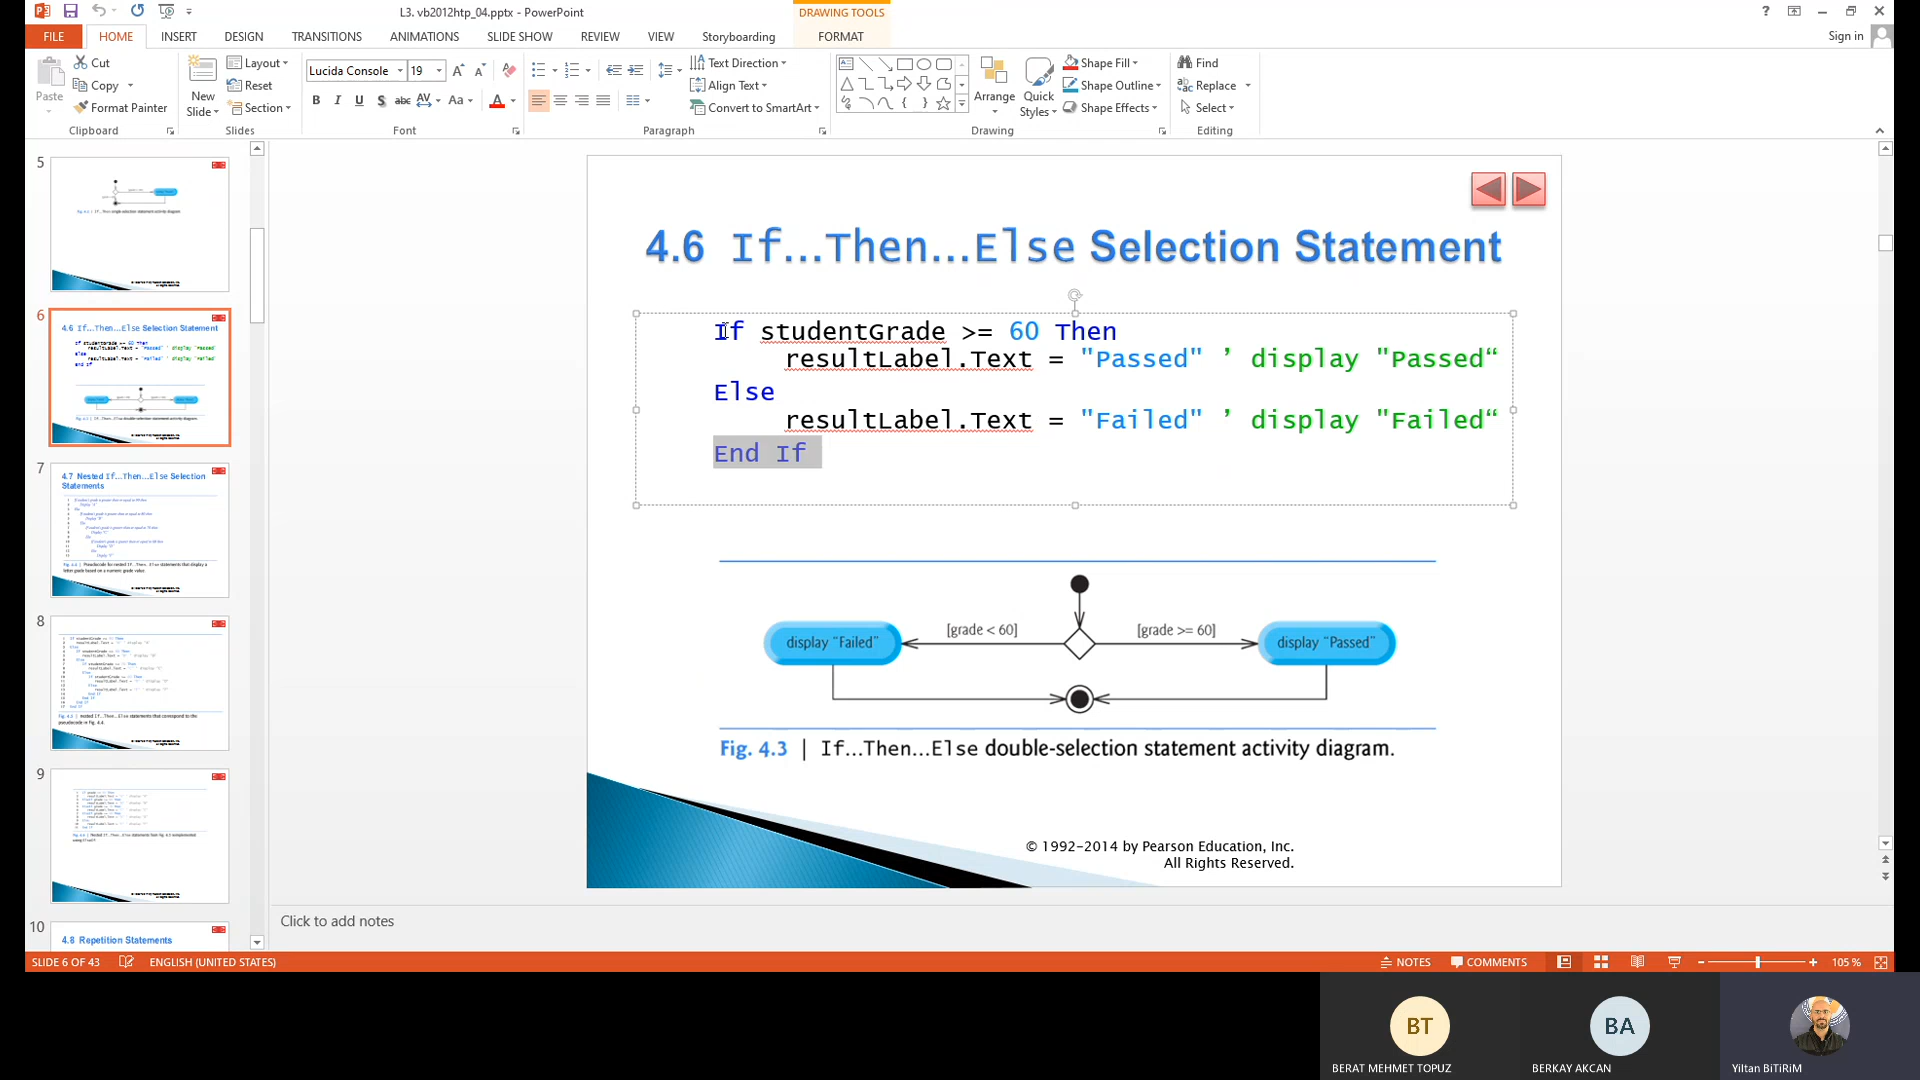 L3. vb2012htp_04.pptx - PowerPoint
DRAWING TOOLS
Sign in
FILE HOME INSERT DESIGN TRANSITIONS ANIMATIONS SLIDE SHOW REVIEW VIEW Storyboarding FORMAT
Paste
Cut
Copy
Format Painter
Clipboard
New
Slide
Layout
Reset
Section
Slides
Lucida Console 19
Font
Text Direction
Align Text
Convert to SmartArt
Paragraph
Arrange
Quick
Styles
Shape Fill
Shape Outline
Shape Effects
Drawing
Find
Replace
Select
Editing
5
6
4.6 If...Then...Else Selection Statement
7
4.7 Nested If...Then...Else Selection
Statements
8
9
10
4.8 Repetition Statements
4.6 If...Then...Else Selection Statement
If studentGrade >= 60 Then
resultLabel.Text = "Passed" ’ display "Passed“
Else
resultLabel.Text = "Failed" ’ display "Failed“
End If
[grade < 60]
[grade >= 60]
display “Failed”
display “Passed”
Fig. 4.3 | If...Then...Else double-selection statement activity diagram.
© 1992-2014 by Pearson Education, Inc.
All Rights Reserved.
Click to add notes
SLIDE 6 OF 43 ENGLISH (UNITED STATES) NOTES COMMENTS 105 %
BT
BA
BERAT MEHMET TOPUZ
BERKAY AKCAN
Yiltan BiTiRiM